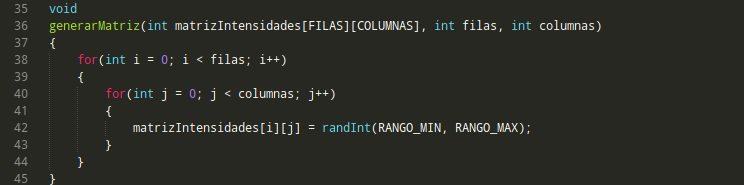 35 void
36 generarMatriz(int matrizIntensidades[FILAS][COLUMNAS], int filas, int columnas)
37 {
38     for(int i = 0; i < filas; i++)
39     {
40         for(int j = 0; j < columnas; j++)
41         {
42             matrizIntensidades[i][j] = randInt(RANGO_MIN, RANGO_MAX);
43         }
44     }
45 }